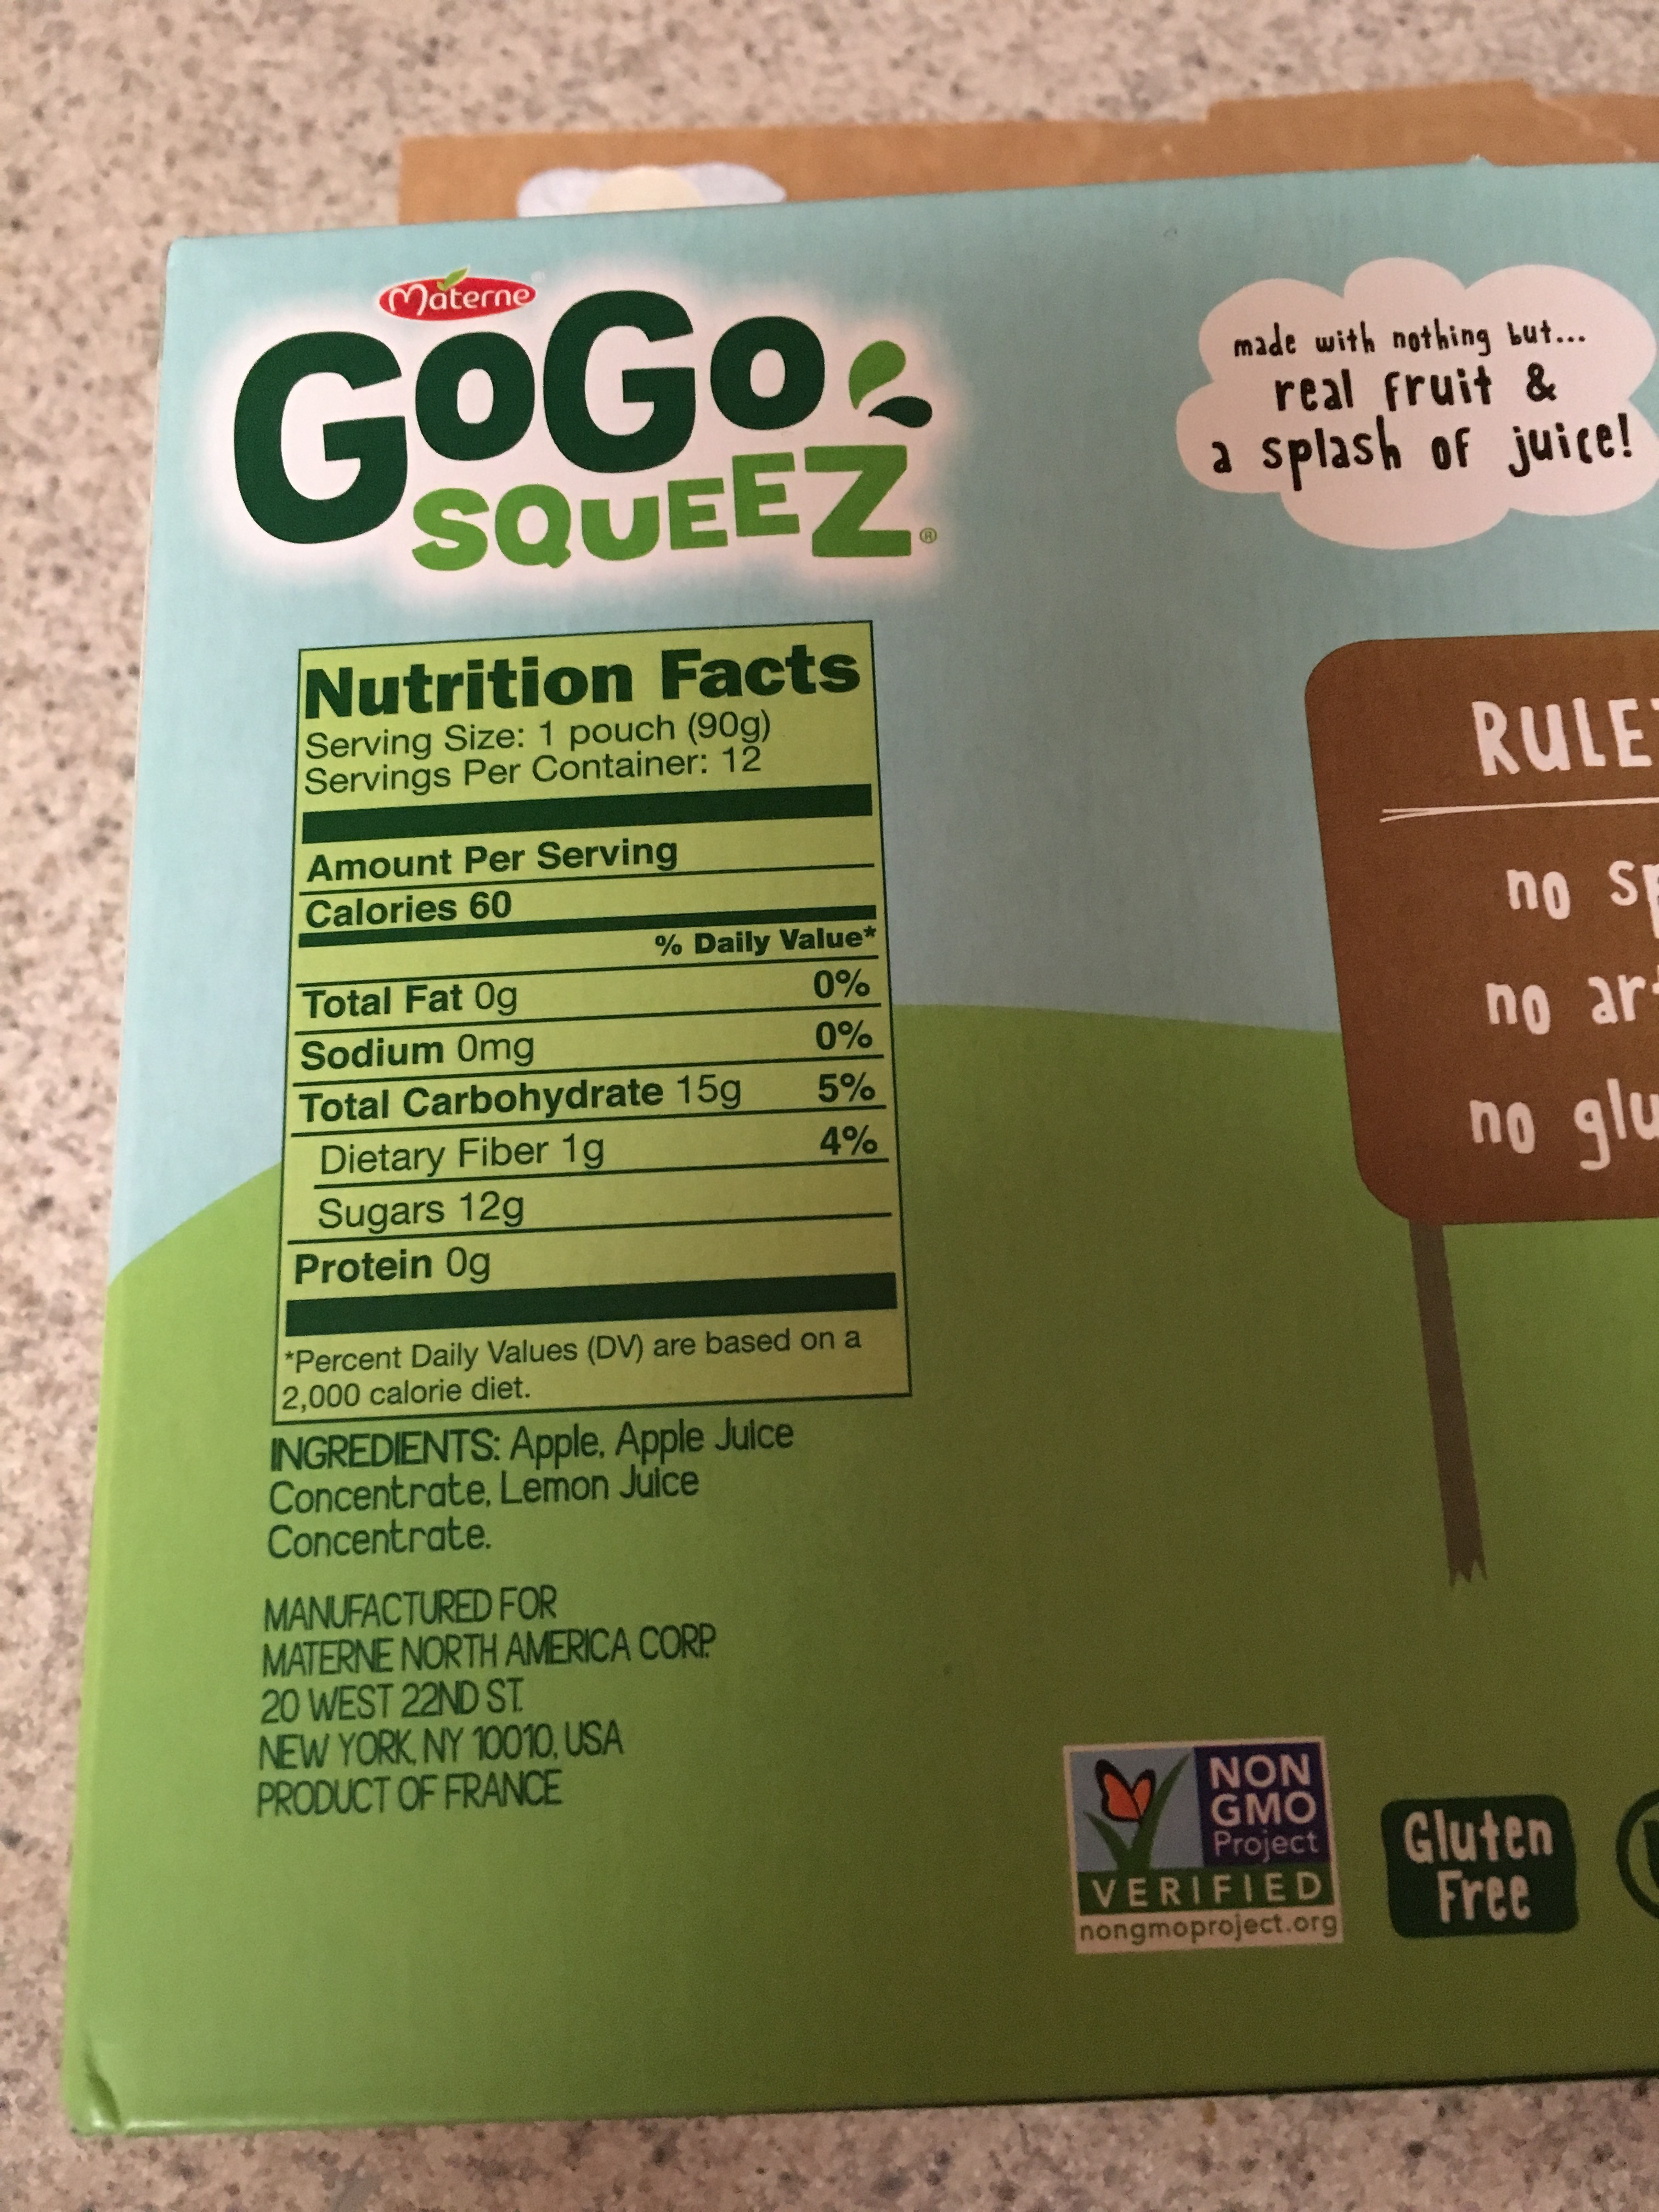 Materne
GoGo
SQUEEZ®
made with nothing but...
real fruit &
a splash of juice!
Nutrition Facts
Serving Size: 1 pouch (90g)
Servings Per Container: 12
Amount Per Serving
Calories 60
% Daily Value*
Total Fat 0g 0%
Sodium 0mg 0%
Total Carbohydrate 15g 5%
Dietary Fiber 1g 4%
Sugars 12g
Protein 0g
*Percent Daily Values (DV) are based on a
2,000 calorie diet.
INGREDIENTS: Apple, Apple Juice
Concentrate, Lemon Juice
Concentrate.
MANUFACTURED FOR
MATERNE NORTH AMERICA CORP.
20 WEST 22ND ST.
NEW YORK, NY 10010, USA
PRODUCT OF FRANCE
no
no
no
NON
GMO
Project
VERIFIED
nongmoproject.org
Gluten
Free